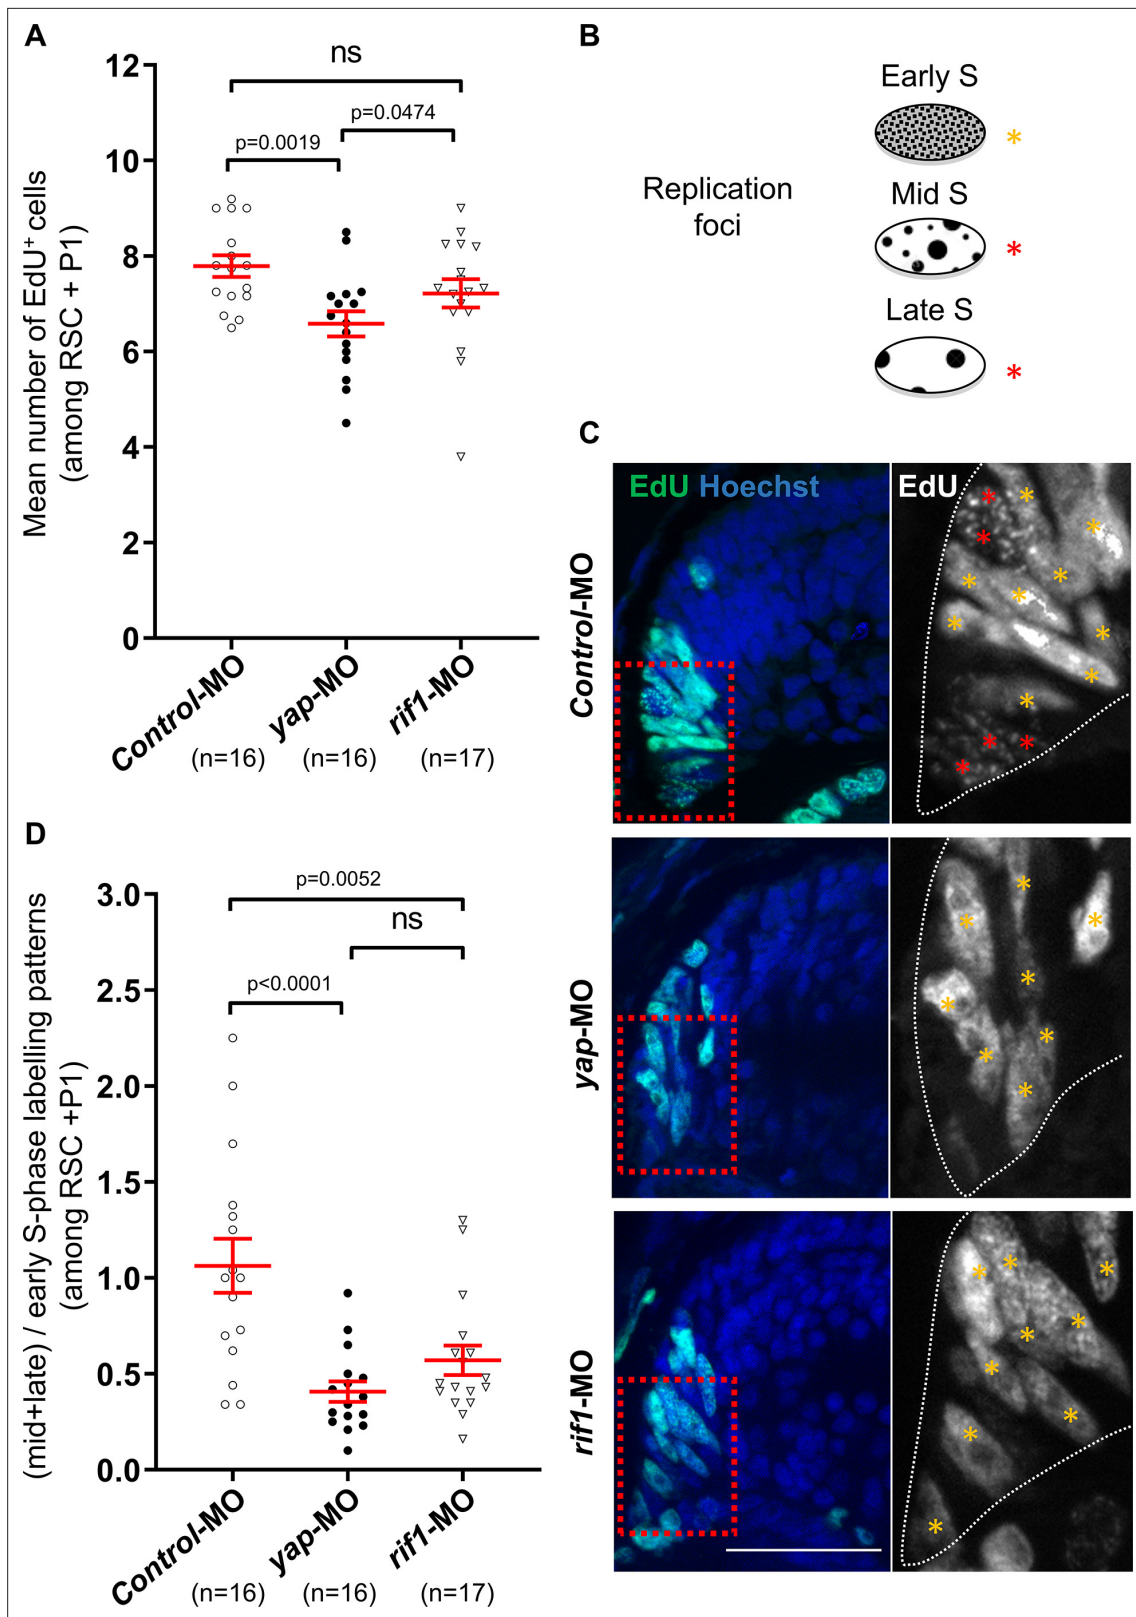 A
ns
p=0.0474
p=0.0019
Mean number of EdU⁺ cells
(among RSC + P1)
12
10
8
6
4
2
0
Control-MO
yap-MO
rif1-MO
(n=16)
(n=16)
(n=17)
B
Replication
foci
Early S
*
Mid S
*
Late S
*
C
EdU Hoechst
EdU
Control-MO
yap-MO
rif1-MO
D
p=0.0052
ns
p<0.0001
(mid+late) / early S-phase labelling patterns
(among RSC +P1)
3.0
2.5
2.0
1.5
1.0
0.5
0.0
Control-MO
yap-MO
rif1-MO
(n=16)
(n=16)
(n=17)